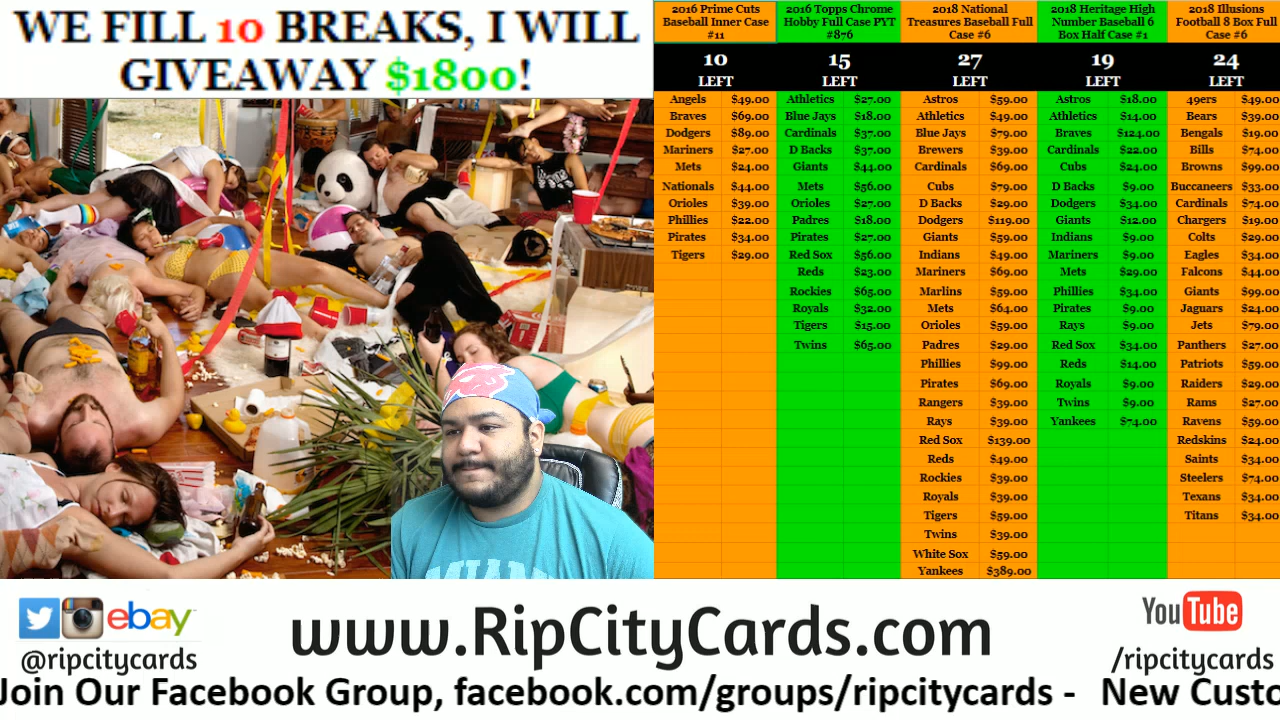 WE FILL 10 BREAKS, I WILL
GIVEAWAY $1800!
2016 Prime Cuts
Baseball Inner Case
#11
10
LEFT
Angels $49.00
Braves $69.00
Dodgers $89.00
Mariners $27.00
Mets $24.00
Nationals $44.00
Orioles $39.00
Phillies $22.00
Pirates $34.00
Tigers $29.00
2016 Topps Chrome
Hobby Full Case PYT
#876
15
LEFT
Athletics $27.00
Blue Jays $18.00
Cardinals $37.00
D Backs $37.00
Giants $44.00
Mets $56.00
Orioles $27.00
Padres $18.00
Pirates $27.00
Red Sox $56.00
Reds $23.00
Rockies $65.00
Royals $32.00
Tigers $15.00
Twins $65.00
2018 National
Treasures Baseball Full
Case #6
27
LEFT
Astros $59.00
Athletics $49.00
Blue Jays $79.00
Brewers $39.00
Cardinals $69.00
Cubs $79.00
D Backs $29.00
Dodgers $119.00
Giants $59.00
Indians $49.00
Mariners $69.00
Marlins $59.00
Mets $64.00
Orioles $59.00
Padres $29.00
Phillies $99.00
Pirates $69.00
Rangers $39.00
Rays $39.00
Red Sox $139.00
Reds $49.00
Rockies $39.00
Royals $39.00
Tigers $59.00
Twins $39.00
White Sox $59.00
Yankees $389.00
2018 Heritage High
Number Baseball 6
Box Half Case #1
19
LEFT
Astros $18.00
Athletics $14.00
Braves $124.00
Cardinals $22.00
Cubs $24.00
D Backs $9.00
Dodgers $34.00
Giants $12.00
Indians $9.00
Mariners $9.00
Mets $29.00
Phillies $34.00
Pirates $9.00
Rays $9.00
Red Sox $34.00
Reds $14.00
Royals $9.00
Twins $9.00
Yankees $74.00
2018 Illusions
Football 8 Box Full
Case #6
24
LEFT
49ers $49.00
Bears $39.00
Bengals $19.00
Bills $74.00
Browns $99.00
Buccaneers $33.00
Cardinals $74.00
Chargers $19.00
Colts $29.00
Eagles $34.00
Falcons $44.00
Giants $99.00
Jaguars $24.00
Jets $79.00
Panthers $27.00
Patriots $59.00
Raiders $29.00
Rams $27.00
Ravens $59.00
Redskins $24.00
Saints $34.00
Steelers $74.00
Texans $34.00
Titans $34.00
MIAMI
ebay
@ripcitycards
www.RipCityCards.com
YouTube
/ripcitycards
Join Our Facebook Group, facebook.com/groups/ripcitycards - New Custo